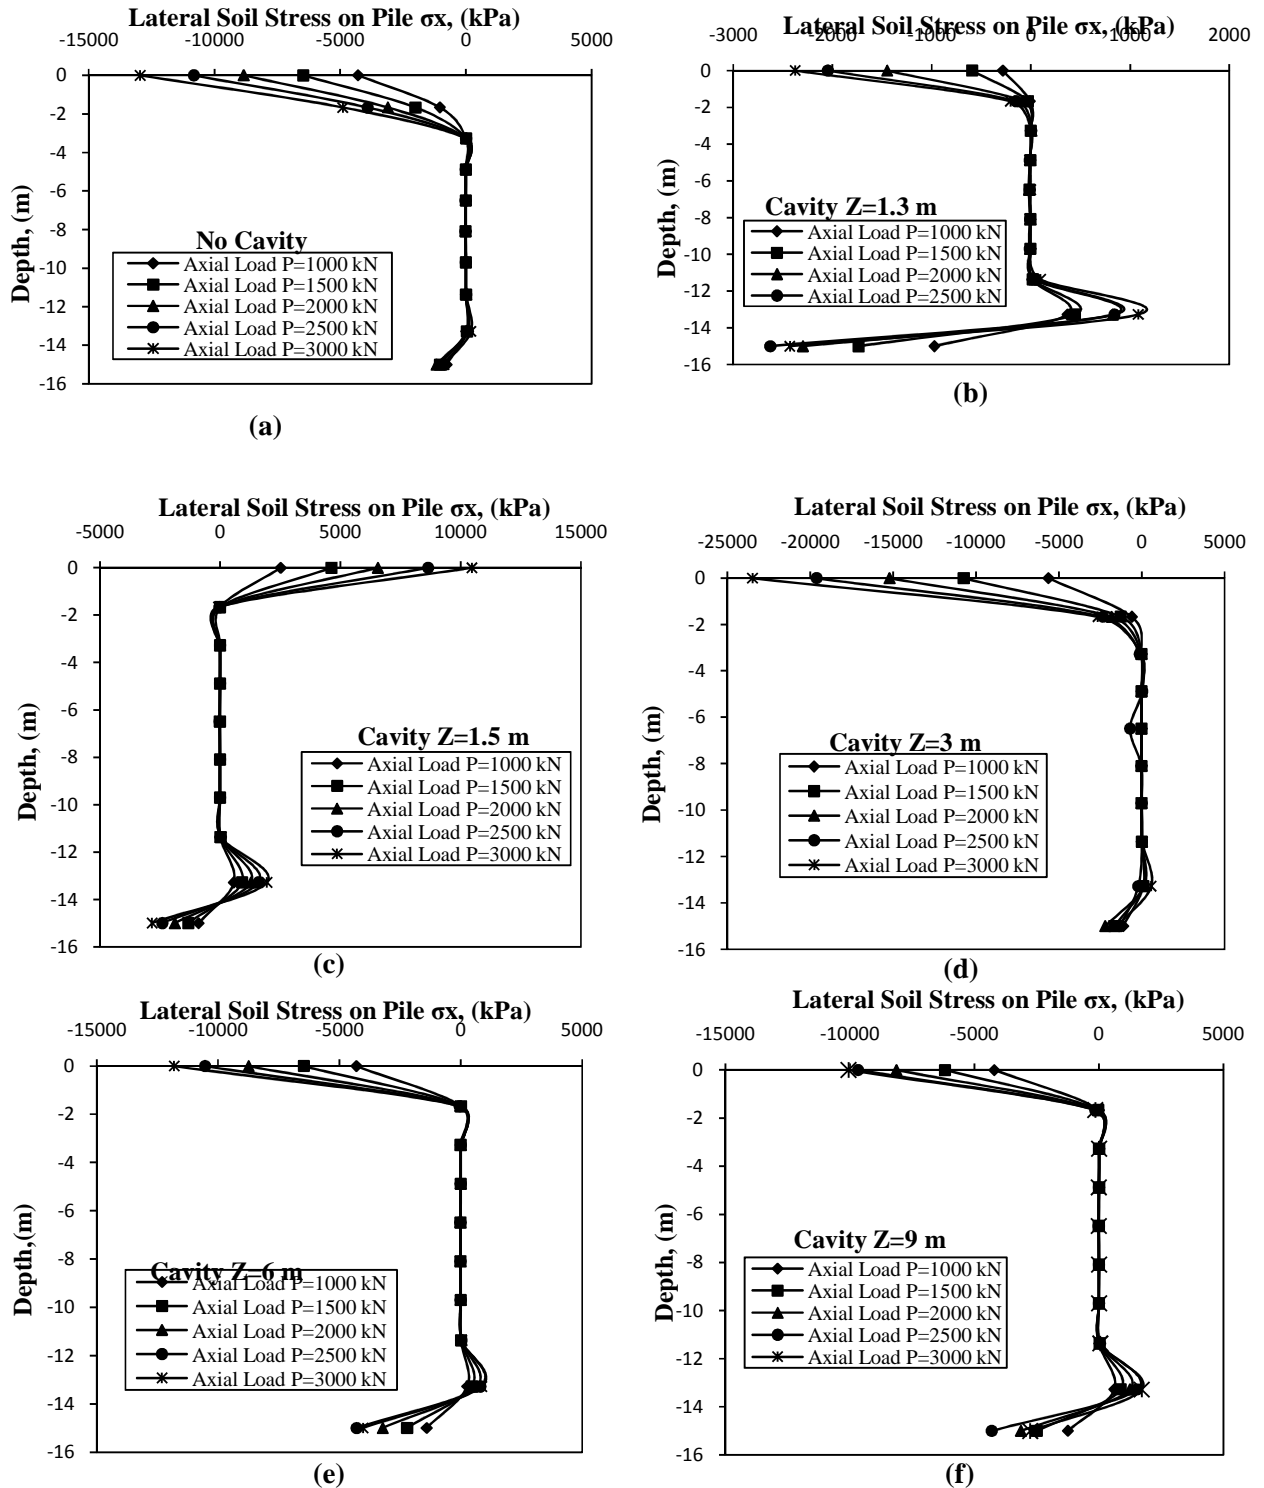 Lateral Soil Stress on Pile σx, (kPa)
-15000 -10000 -5000 0 5000
0
-2
-4
-6
-8
-10
-12
-14
-16
Depth, (m)
No Cavity
Axial Load P=1000 kN
Axial Load P=1500 kN
Axial Load P=2000 kN
Axial Load P=2500 kN
Axial Load P=3000 kN
(a)
Lateral Soil Stress on Pile σx, (kPa)
-3000 -2000 -1000 0 1000 2000
0
-2
-4
-6
-8
-10
-12
-14
-16
Depth, (m)
Cavity Z=1.3 m
Axial Load P=1000 kN
Axial Load P=1500 kN
Axial Load P=2000 kN
Axial Load P=2500 kN
(b)
Lateral Soil Stress on Pile σx, (kPa)
-5000 0 5000 10000 15000
0
-2
-4
-6
-8
-10
-12
-14
-16
Depth, (m)
Cavity Z=1.5 m
Axial Load P=1000 kN
Axial Load P=1500 kN
Axial Load P=2000 kN
Axial Load P=2500 kN
Axial Load P=3000 kN
(c)
Lateral Soil Stress on Pile σx, (kPa)
-25000 -20000 -15000 -10000 -5000 0 5000
0
-2
-4
-6
-8
-10
-12
-14
-16
Depth, (m)
Cavity Z=3 m
Axial Load P=1000 kN
Axial Load P=1500 kN
Axial Load P=2000 kN
Axial Load P=2500 kN
Axial Load P=3000 kN
(d)
Lateral Soil Stress on Pile σx, (kPa)
-15000 -10000 -5000 0 5000
0
-2
-4
-6
-8
-10
-12
-14
-16
Depth,(m)
Cavity Z=6 m
Axial Load P=1000 kN
Axial Load P=1500 kN
Axial Load P=2000 kN
Axial Load P=2500 kN
Axial Load P=3000 kN
(e)
Lateral Soil Stress on Pile σx, (kPa)
-15000 -10000 -5000 0 5000
0
-2
-4
-6
-8
-10
-12
-14
-16
Depth, (m)
Cavity Z=9 m
Axial Load P=1000 kN
Axial Load P=1500 kN
Axial Load P=2000 kN
Axial Load P=2500 kN
Axial Load P=3000 kN
(f)